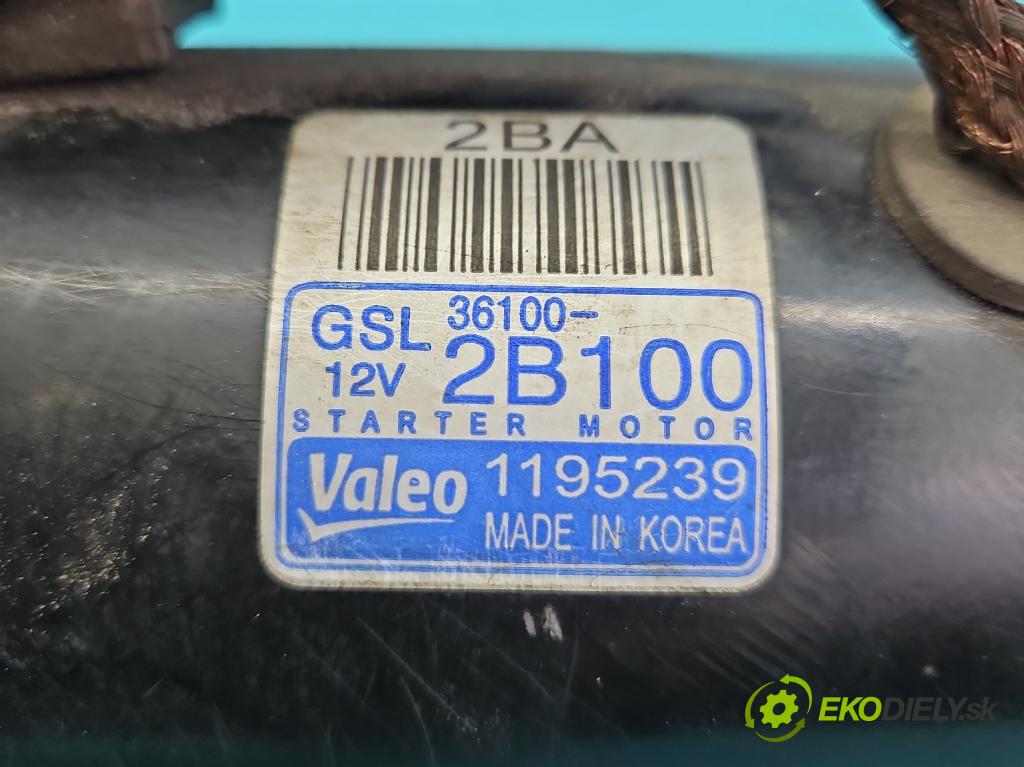 2BA
GSL 36100-
12V 2B100
STARTER MOTOR
Valeo 1195239
MADE IN KOREA
EKODIELY.sk